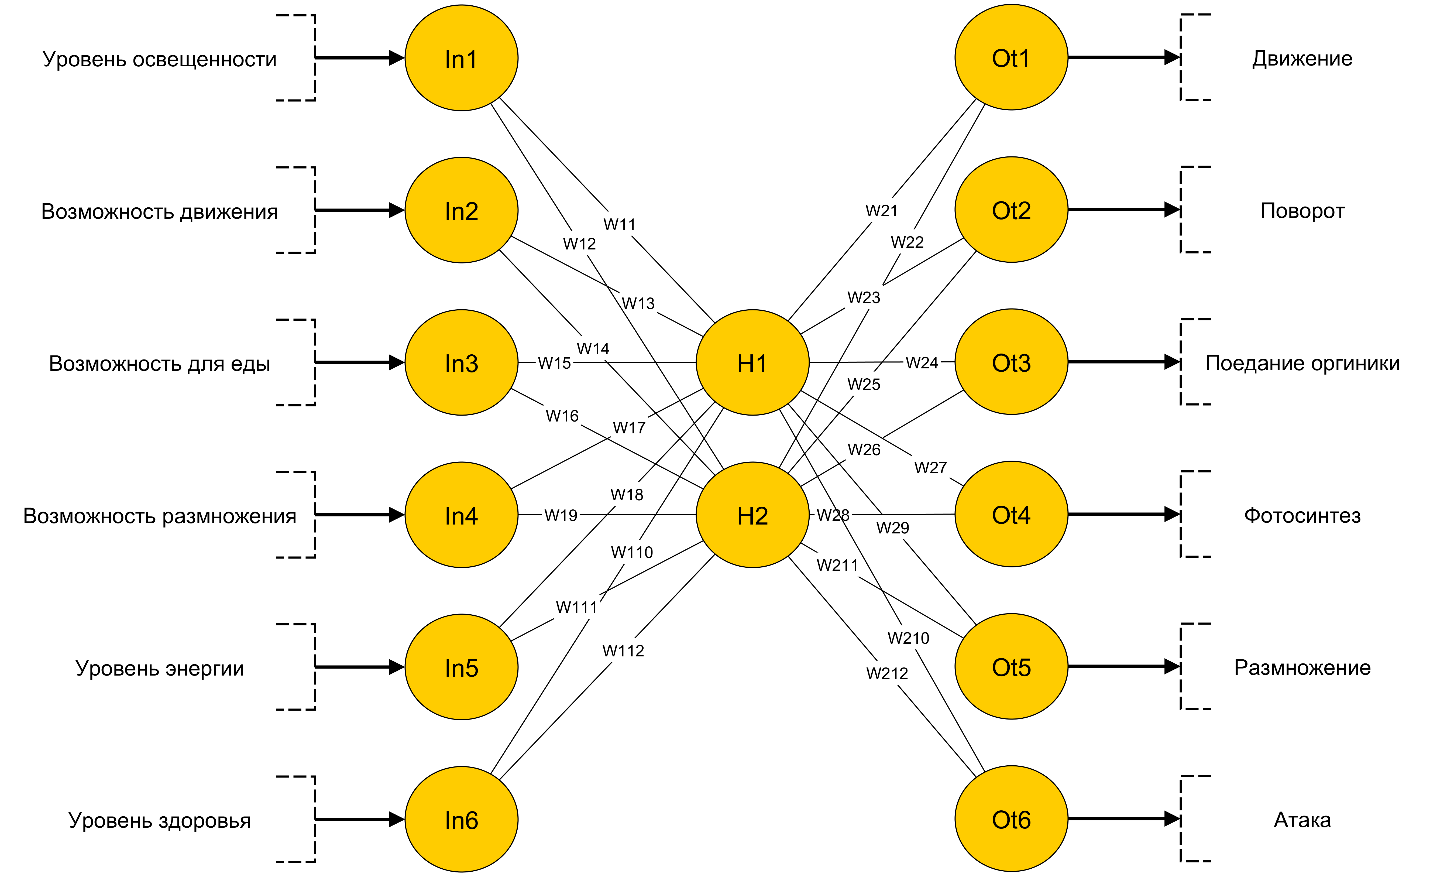 Уровень освещенности
In1
Ot1
Движение
Возможность движения
In2
W11
W12
W21
W22
Ot2
Поворот
W13
W23
Возможность для еды
In3
W15
W14
H1
W24
W25
Ot3
Поедание оргиники
W16
W17
W26
W27
Возможность размножения
In4
W19
W18
H2
W28
W29
Ot4
Фотосинтез
W110
W211
W111
W210
Уровень энергии
In5
W112
W212
Ot5
Размножение
Уровень здоровья
In6
Ot6
Атака